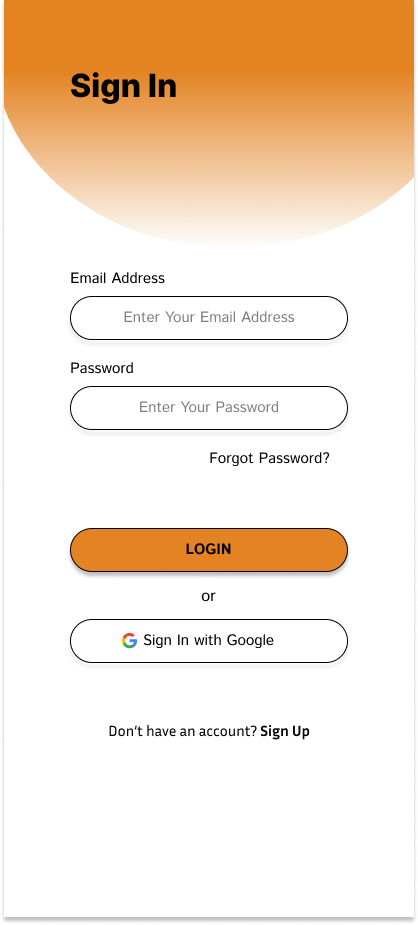 Sign In
Email Address
Enter Your Email Address
Password
Enter Your Password
Forgot Password?
LOGIN
or
Sign In with Google
Don't have an account? Sign Up